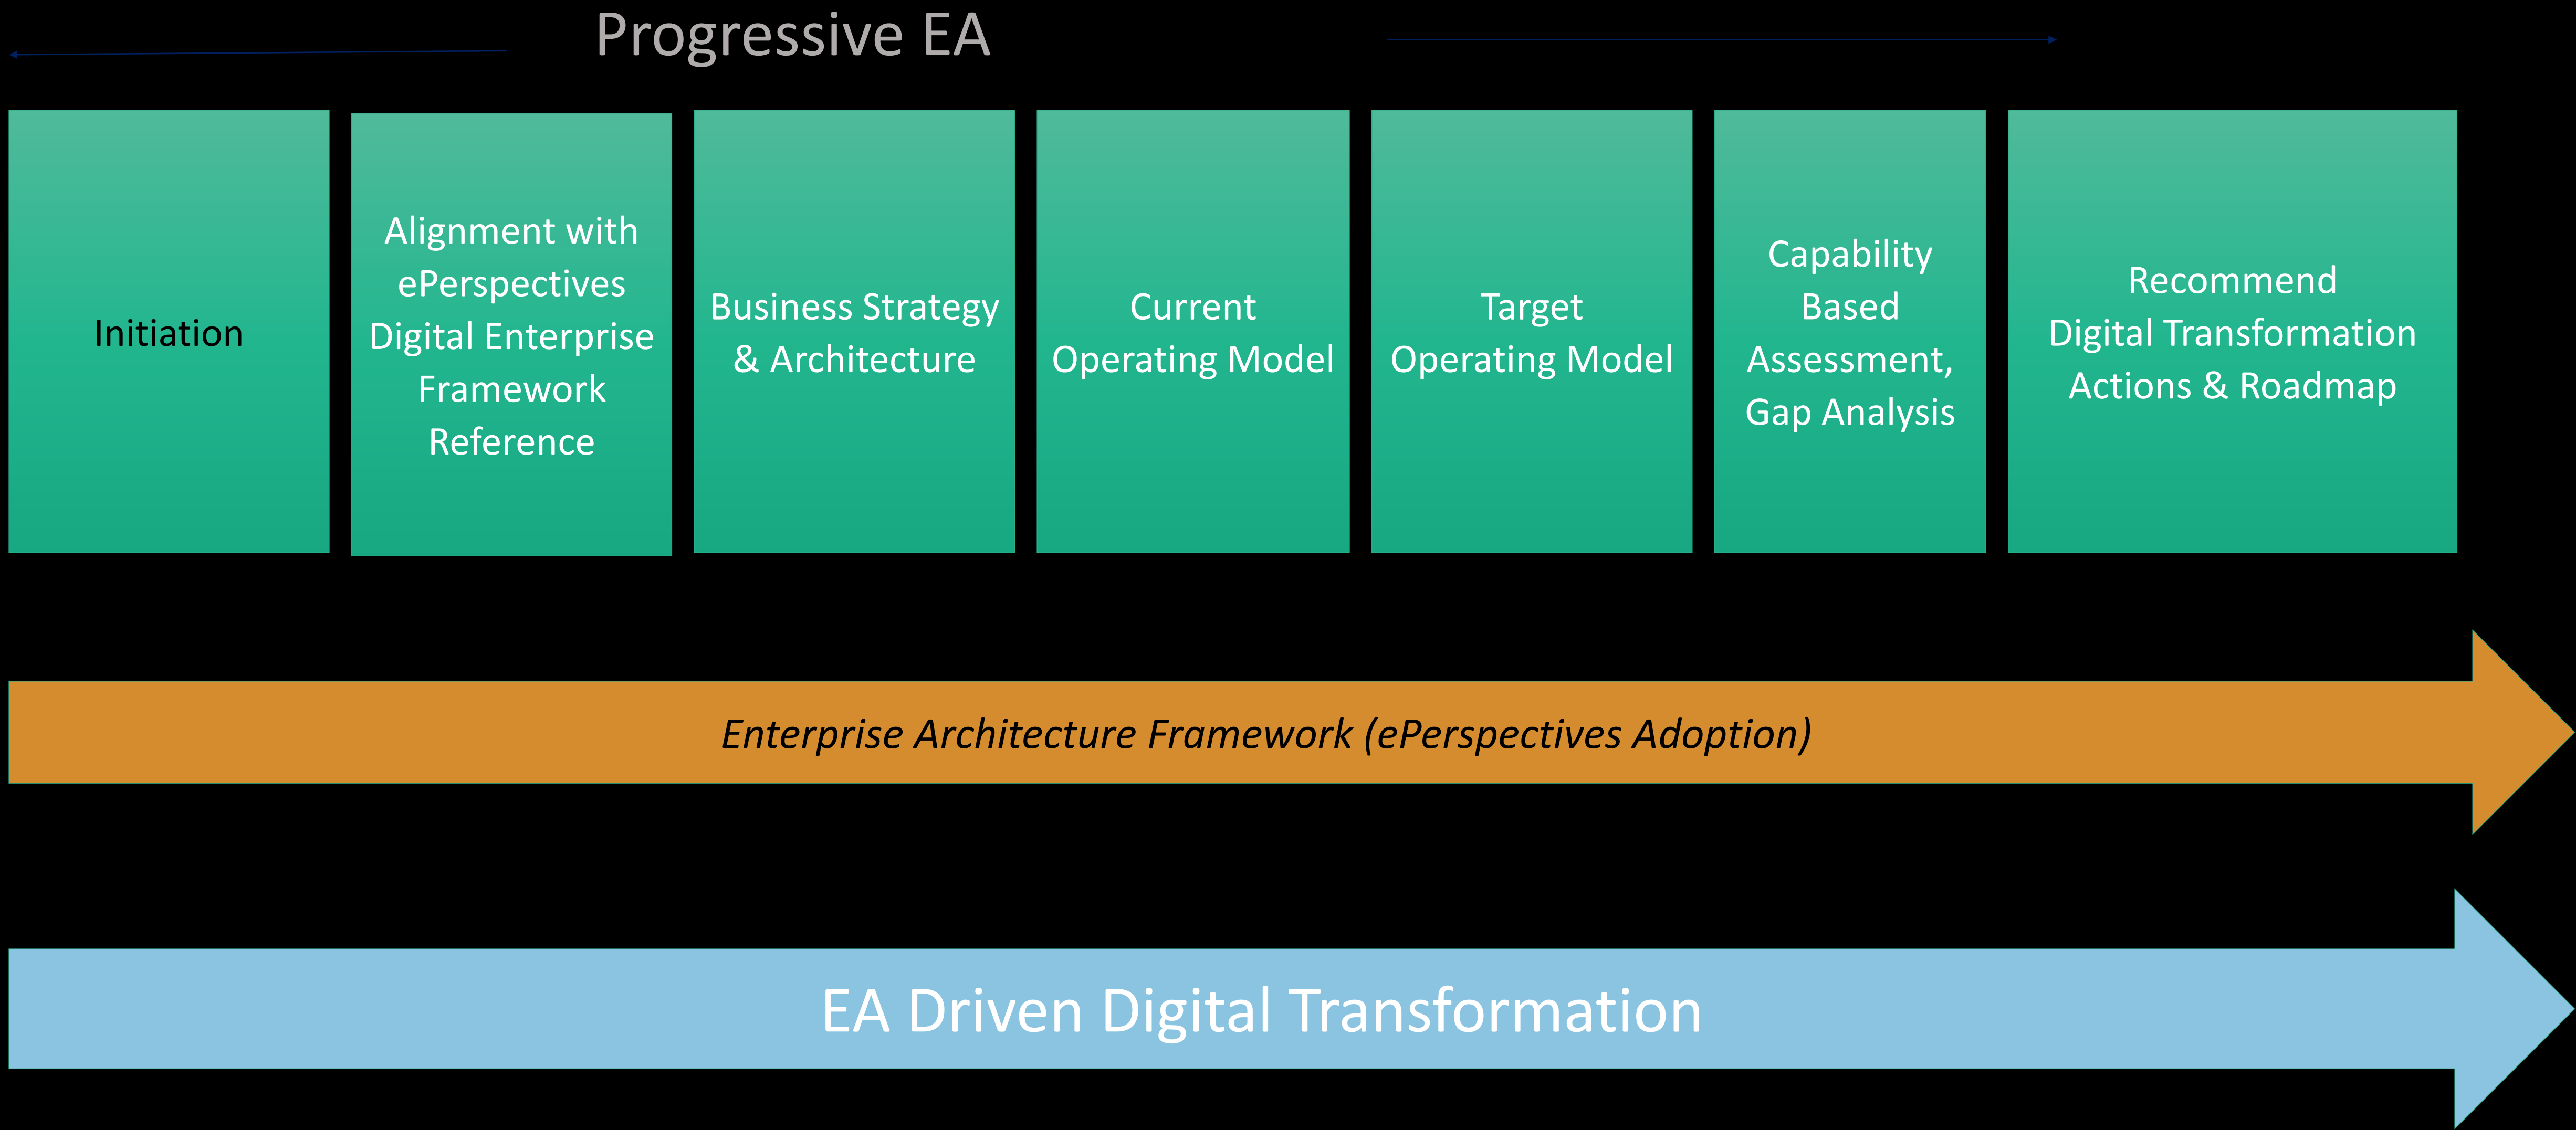 Progressive EA
Initiation
Alignment with
ePerspectives
Digital Enterprise
Framework
Reference
Business Strategy
& Architecture
Current
Operating Model
Target
Operating Model
Capability
Based
Assessment,
Gap Analysis
Recommend
Digital Transformation
Actions & Roadmap
Enterprise Architecture Framework (ePerspectives Adoption)
EA Driven Digital Transformation